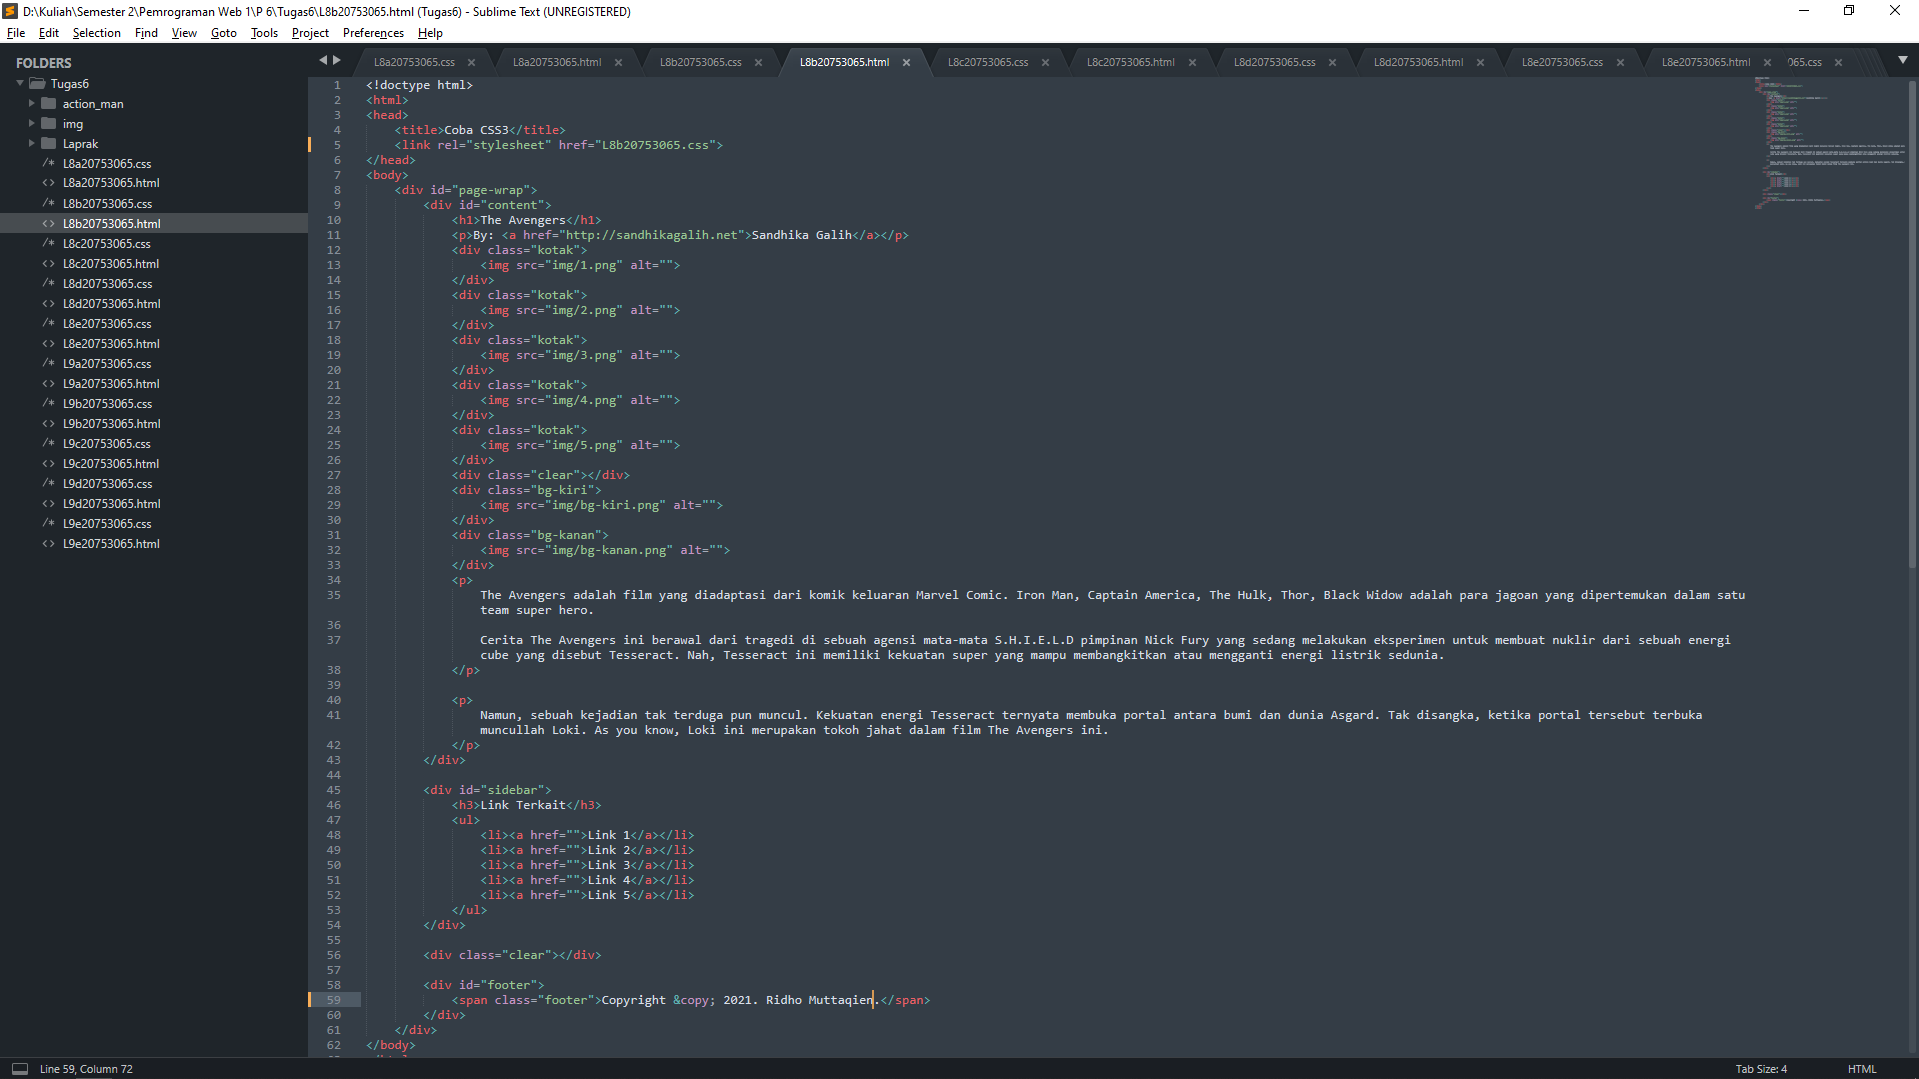 D:\Kuliah\Semester 2\Pemrograman Web 1\P 6\Tugas6\L8b20753065.html (Tugas6) - Sublime Text (UNREGISTERED)
File Edit Selection Find View Goto Tools Project Preferences Help
FOLDERS
Tugas6
action_man
img
Laprak
/* L8a20753065.css
<> L8a20753065.html
/* L8b20753065.css
<> L8b20753065.html
/* L8c20753065.css
<> L8c20753065.html
/* L8d20753065.css
<> L8d20753065.html
/* L8e20753065.css
<> L8e20753065.html
/* L9a20753065.css
<> L9a20753065.html
/* L9b20753065.css
<> L9b20753065.html
/* L9c20753065.css
<> L9c20753065.html
/* L9d20753065.css
<> L9d20753065.html
/* L9e20753065.css
<> L9e20753065.html
L8a20753065.css L8a20753065.html L8b20753065.css L8b20753065.html L8c20753065.css L8c20753065.html L8d20753065.css L8d20753065.html L8e20753065.css L8e20753065.html 065.css
1 <!doctype html>
2 <html>
3 <head>
4 <title>Coba CSS3</title>
5 <link rel="stylesheet" href="L8b20753065.css">
6 </head>
7 <body>
8 <div id="page-wrap">
9 <div id="content">
10 <h1>The Avengers</h1>
11 <p>By: <a href="http://sandhikagalih.net">Sandhika Galih</a></p>
12 <div class="kotak">
13 <img src="img/1.png" alt="">
14 </div>
15 <div class="kotak">
16 <img src="img/2.png" alt="">
17 </div>
18 <div class="kotak">
19 <img src="img/3.png" alt="">
20 </div>
21 <div class="kotak">
22 <img src="img/4.png" alt="">
23 </div>
24 <div class="kotak">
25 <img src="img/5.png" alt="">
26 </div>
27 <div class="clear"></div>
28 <div class="bg-kiri">
29 <img src="img/bg-kiri.png" alt="">
30 </div>
31 <div class="bg-kanan">
32 <img src="img/bg-kanan.png" alt="">
33 </div>
34 <p>
35 The Avengers adalah film yang diadaptasi dari komik keluaran Marvel Comic. Iron Man, Captain America, The Hulk, Thor, Black Widow adalah para jagoan yang dipertemukan dalam satu
team super hero.
36
37 Cerita The Avengers ini berawal dari tragedi di sebuah agensi mata-mata S.H.I.E.L.D pimpinan Nick Fury yang sedang melakukan eksperimen untuk membuat nuklir dari sebuah energi
cube yang disebut Tesseract. Nah, Tesseract ini memiliki kekuatan super yang mampu membangkitkan atau mengganti energi listrik sedunia.
38 </p>
39
40 <p>
41 Namun, sebuah kejadian tak terduga pun muncul. Kekuatan energi Tesseract ternyata membuka portal antara bumi dan dunia Asgard. Tak disangka, ketika portal tersebut terbuka
muncullah Loki. As you know, Loki ini merupakan tokoh jahat dalam film The Avengers ini.
42 </p>
43 </div>
44
45 <div id="sidebar">
46 <h3>Link Terkait</h3>
47 <ul>
48 <li><a href="">Link 1</a></li>
49 <li><a href="">Link 2</a></li>
50 <li><a href="">Link 3</a></li>
51 <li><a href="">Link 4</a></li>
52 <li><a href="">Link 5</a></li>
53 </ul>
54 </div>
55
56 <div class="clear"></div>
57
58 <div id="footer">
59 <span class="footer">Copyright &copy; 2021. Ridho Muttaqien.</span>
60 </div>
61 </div>
62 </body>
Line 59, Column 72
Tab Size: 4 HTML